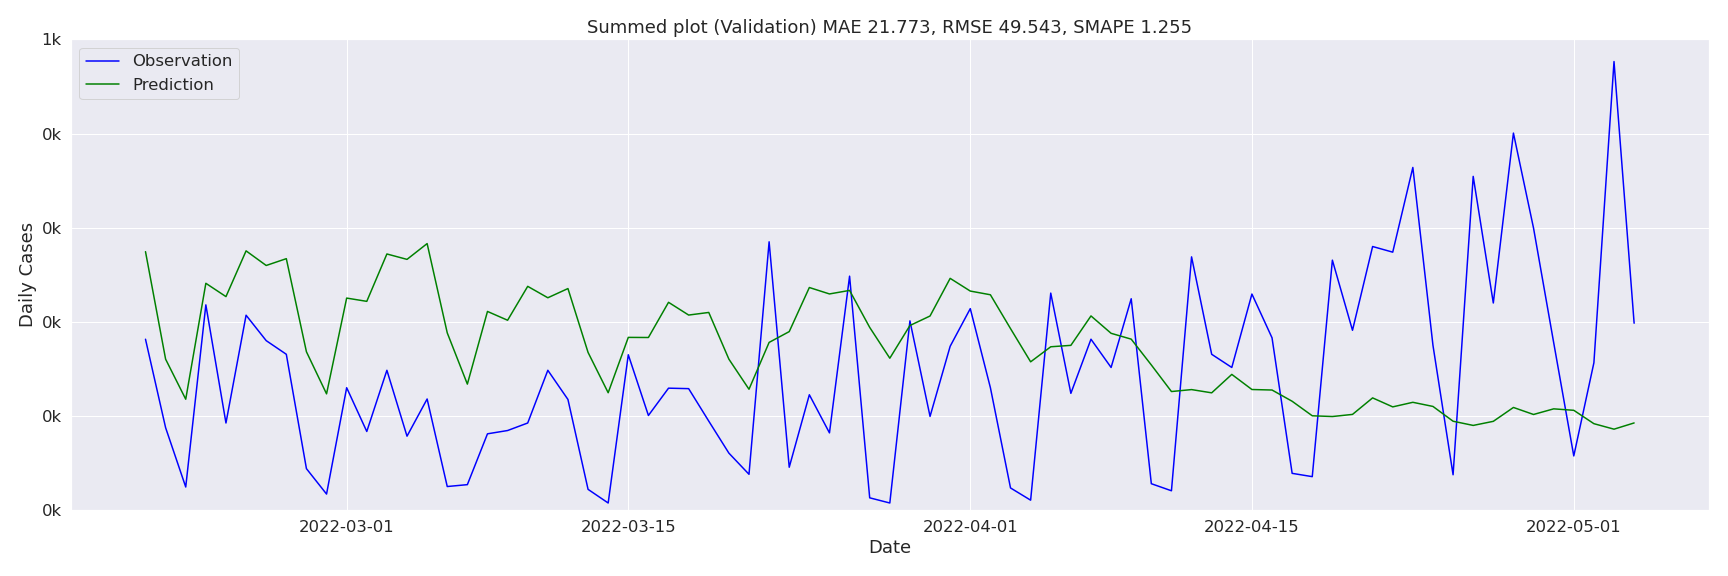 Summed plot (Validation) MAE 21.773, RMSE 49.543, SMAPE 1.255
1k
0k
0k
0k
0k
0k
Daily Cases
Observation
Prediction
2022-03-01
2022-03-15
2022-04-01
2022-04-15
2022-05-01
Date